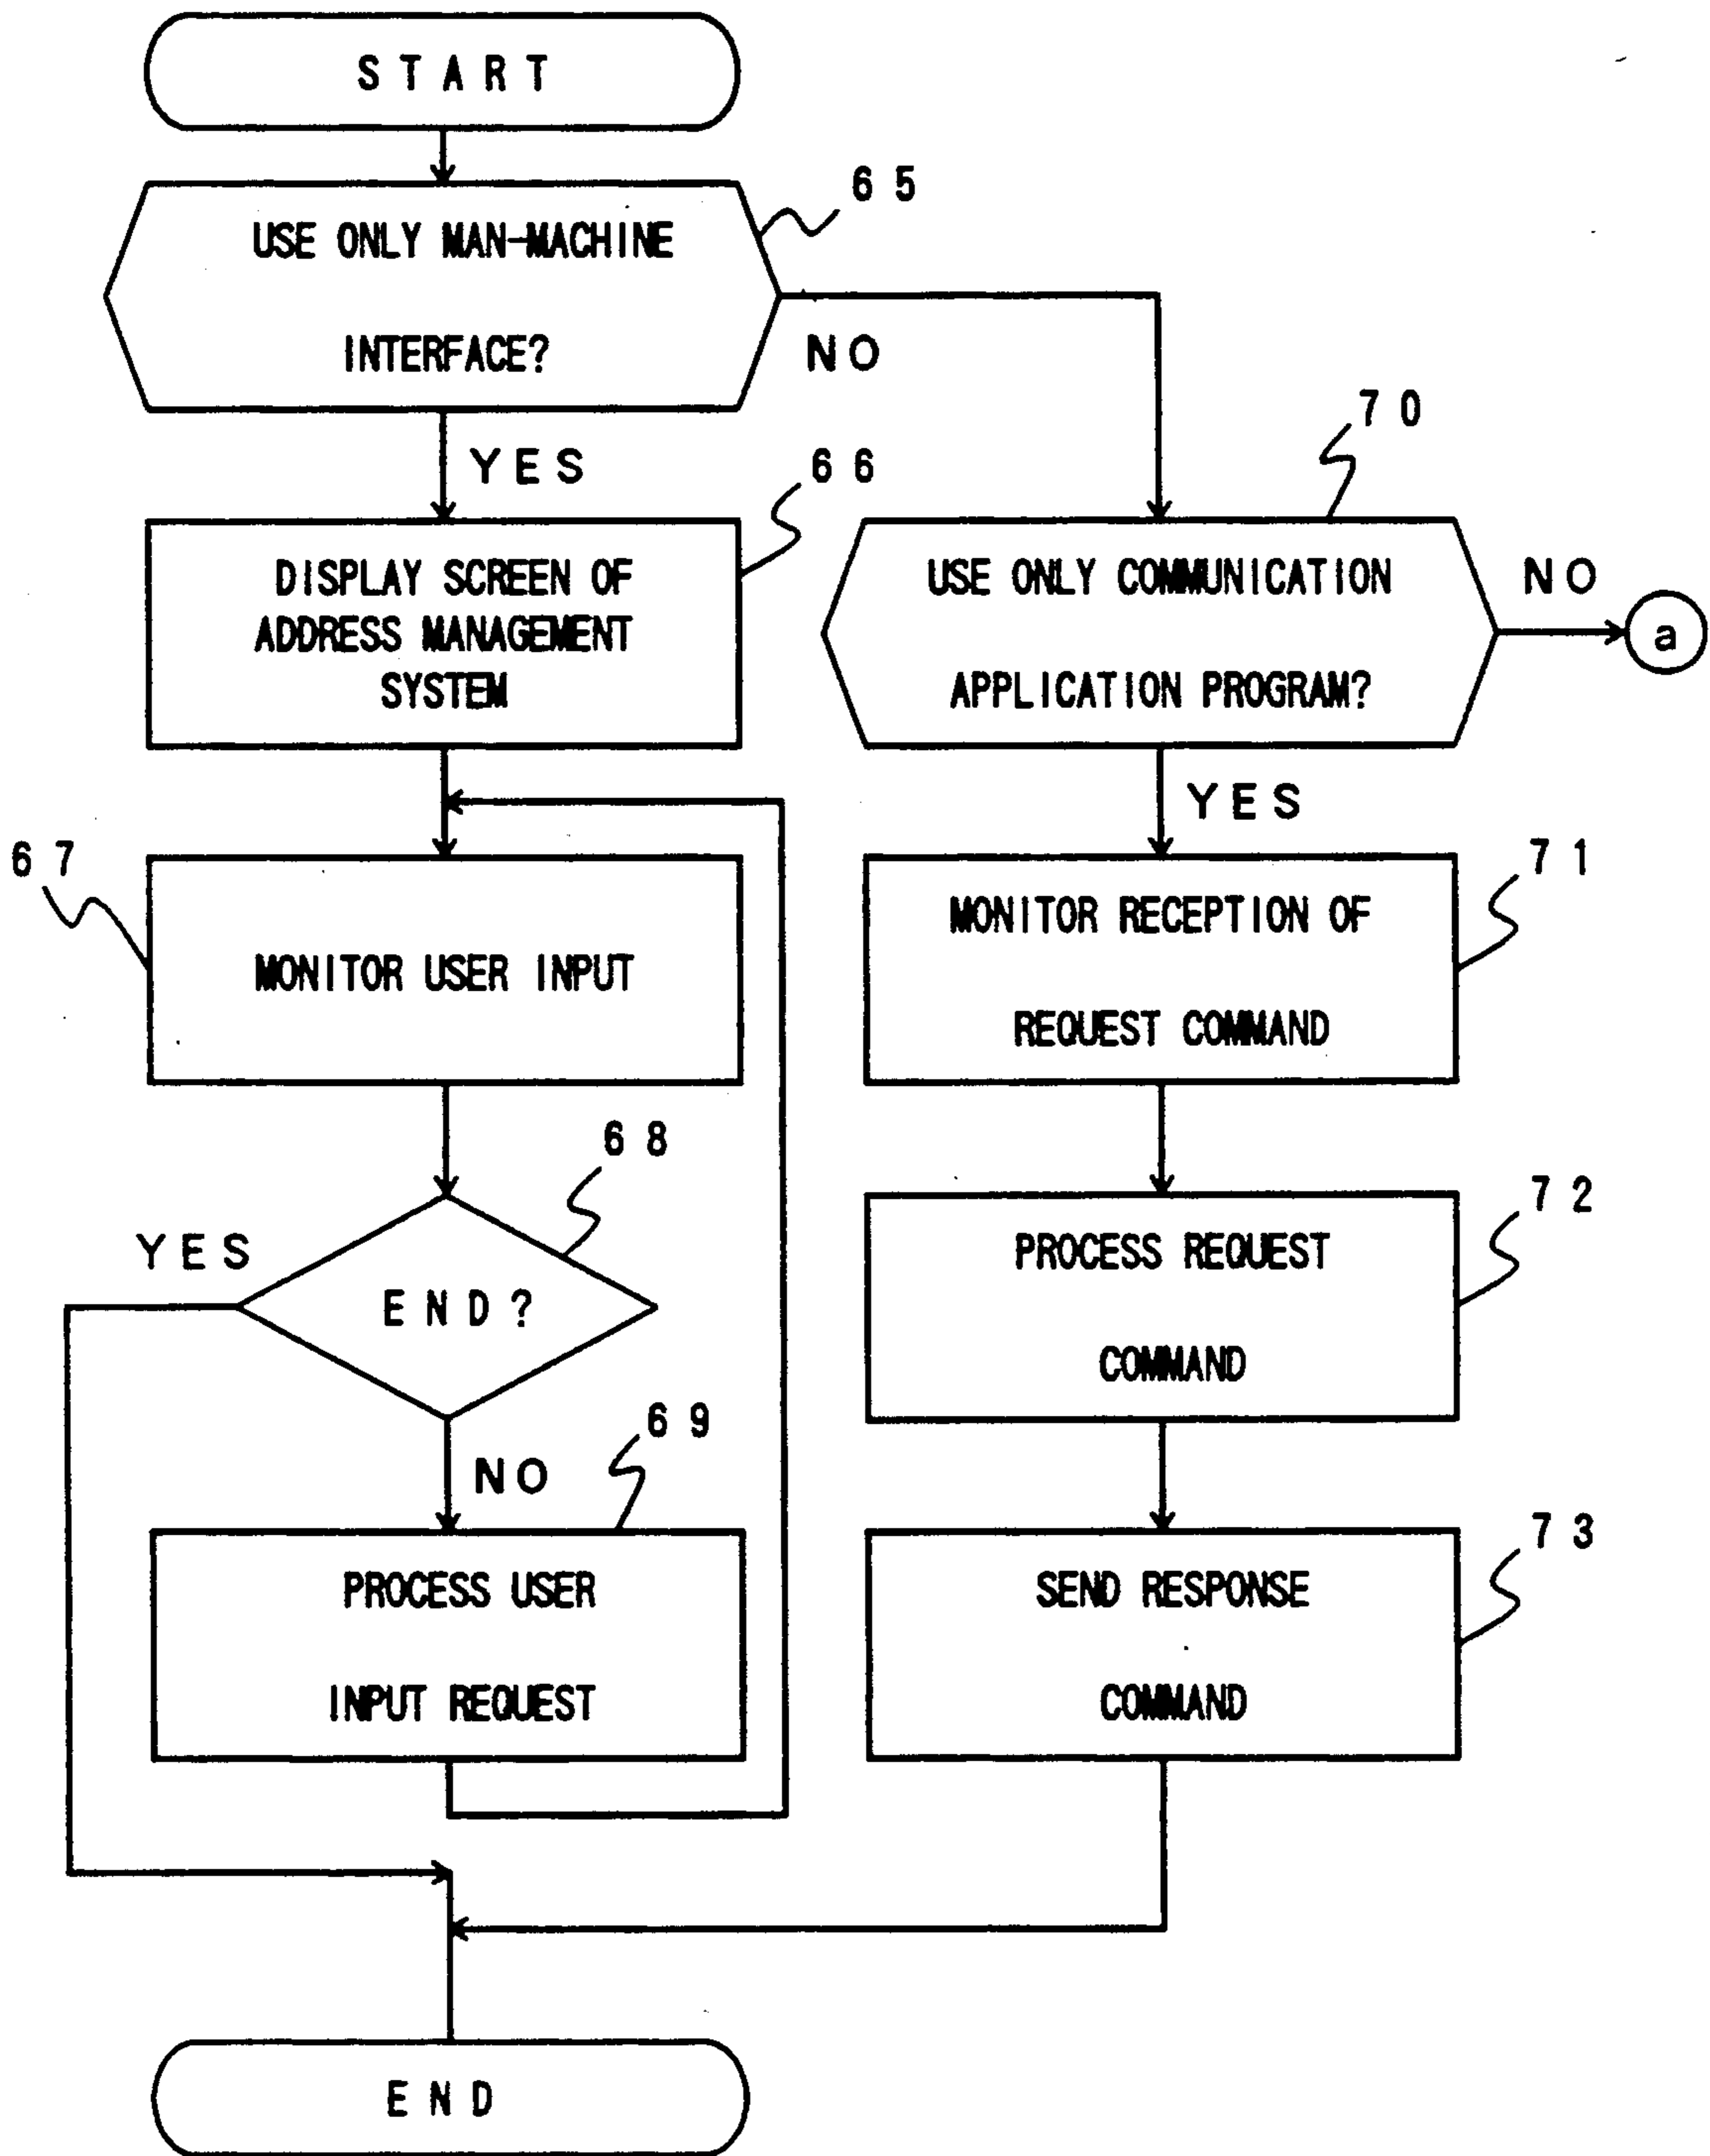 START
65
USE ONLY MAN-MACHINE
INTERFACE?
NO
YES
66
70
DISPLAY SCREEN OF
ADDRESS MANAGEMENT
SYSTEM
USE ONLY COMMUNICATION
APPLICATION PROGRAM?
NO
a
YES
67
MONITOR USER INPUT
71
MONITOR RECEPTION OF
REQUEST COMMAND
68
YES
END?
NO
72
PROCESS REQUEST
COMMAND
69
PROCESS USER
INPUT REQUEST
73
SEND RESPONSE
COMMAND
END